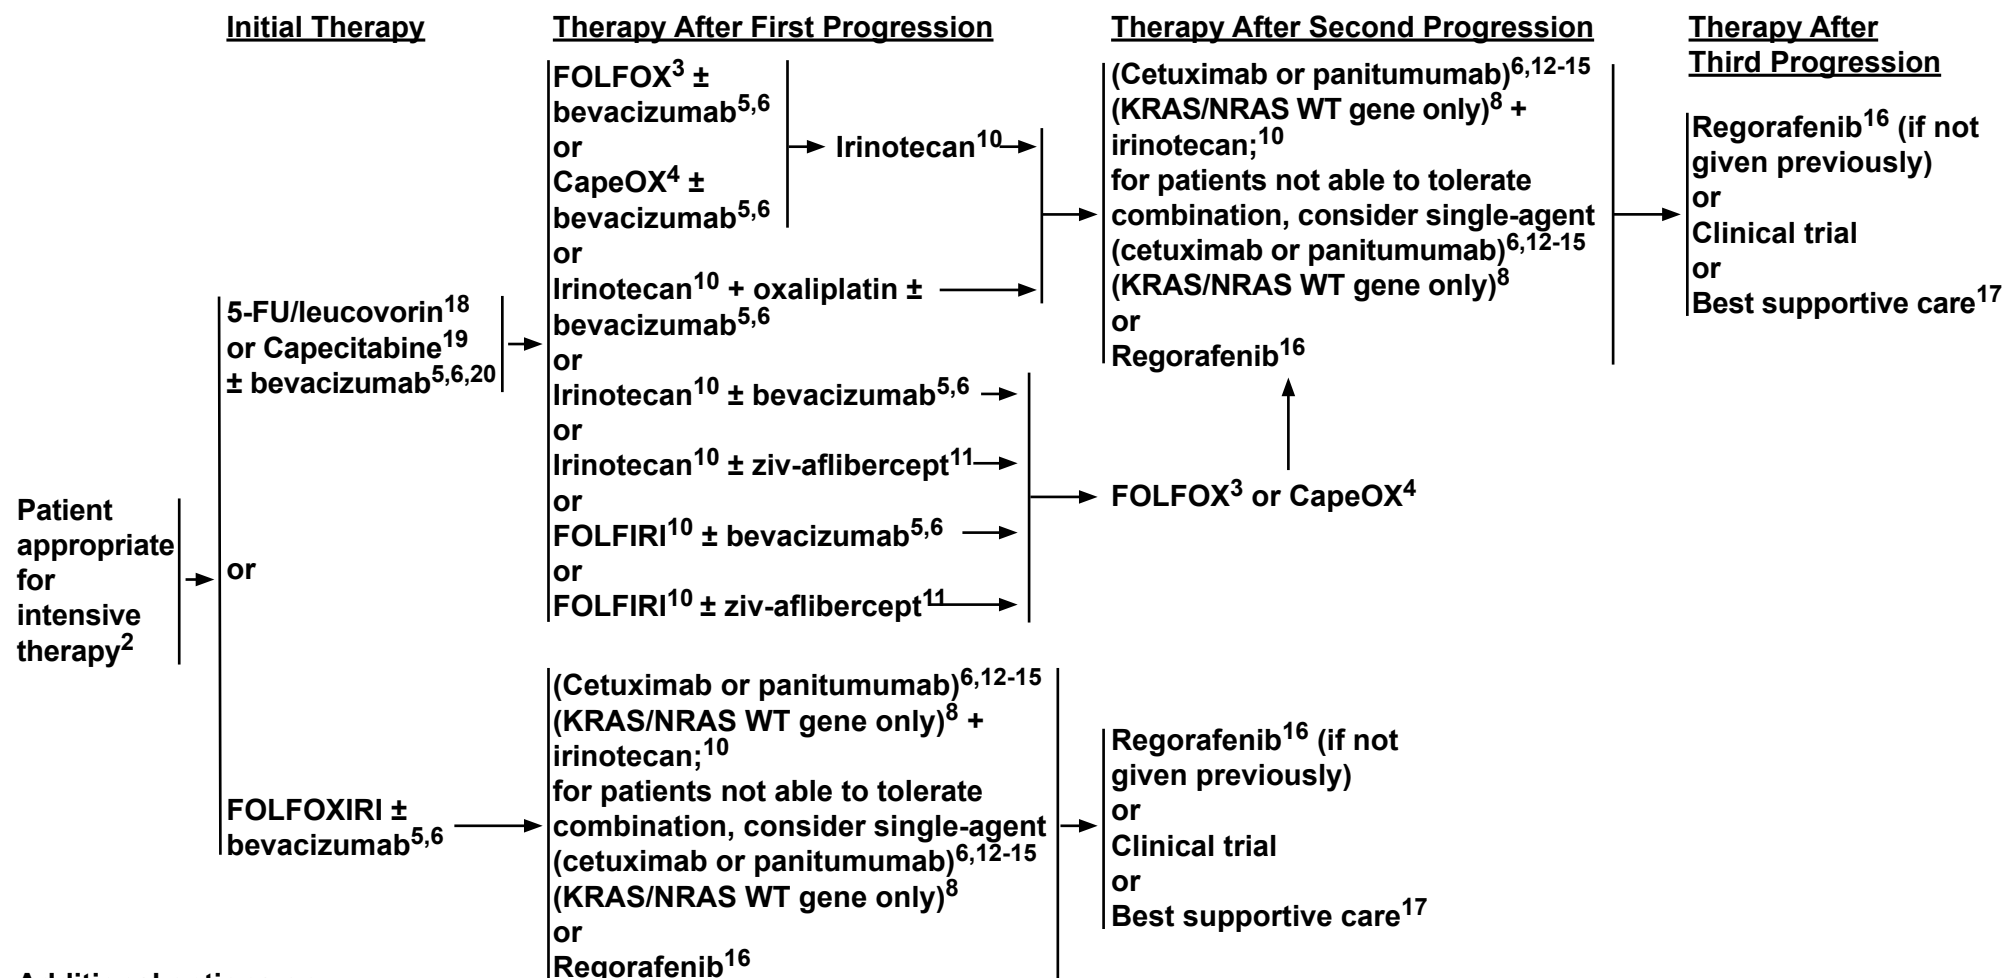 Initial Therapy
Therapy After First Progression
Therapy After Second Progression
Therapy After
Third Progression
Patient
appropriate
for
intensive
therapy2
5-FU/leucovorin18
or Capecitabine19
± bevacizumab5,6,20
or
FOLFOXIRI ±
bevacizumab5,6
FOLFOX3 ±
bevacizumab5,6
or
CapeOX4 ±
bevacizumab5,6
or
Irinotecan10 + oxaliplatin ±
bevacizumab5,6
or
Irinotecan10 ± bevacizumab5,6
or
Irinotecan10 ± ziv-aflibercept11
or
FOLFIRI10 ± bevacizumab5,6
or
FOLFIRI10 ± ziv-aflibercept11
Irinotecan10
(Cetuximab or panitumumab)6,12-15
(KRAS/NRAS WT gene only)8 +
irinotecan;10
for patients not able to tolerate
combination, consider single-agent
(cetuximab or panitumumab)6,12-15
(KRAS/NRAS WT gene only)8
or
Regorafenib16
FOLFOX3 or CapeOX4
Regorafenib16 (if not
given previously)
or
Clinical trial
or
Best supportive care17
(Cetuximab or panitumumab)6,12-15
(KRAS/NRAS WT gene only)8 +
irinotecan;10
for patients not able to tolerate
combination, consider single-agent
(cetuximab or panitumumab)6,12-15
(KRAS/NRAS WT gene only)8
or
Regorafenib16
Regorafenib16 (if not
given previously)
or
Clinical trial
or
Best supportive care17